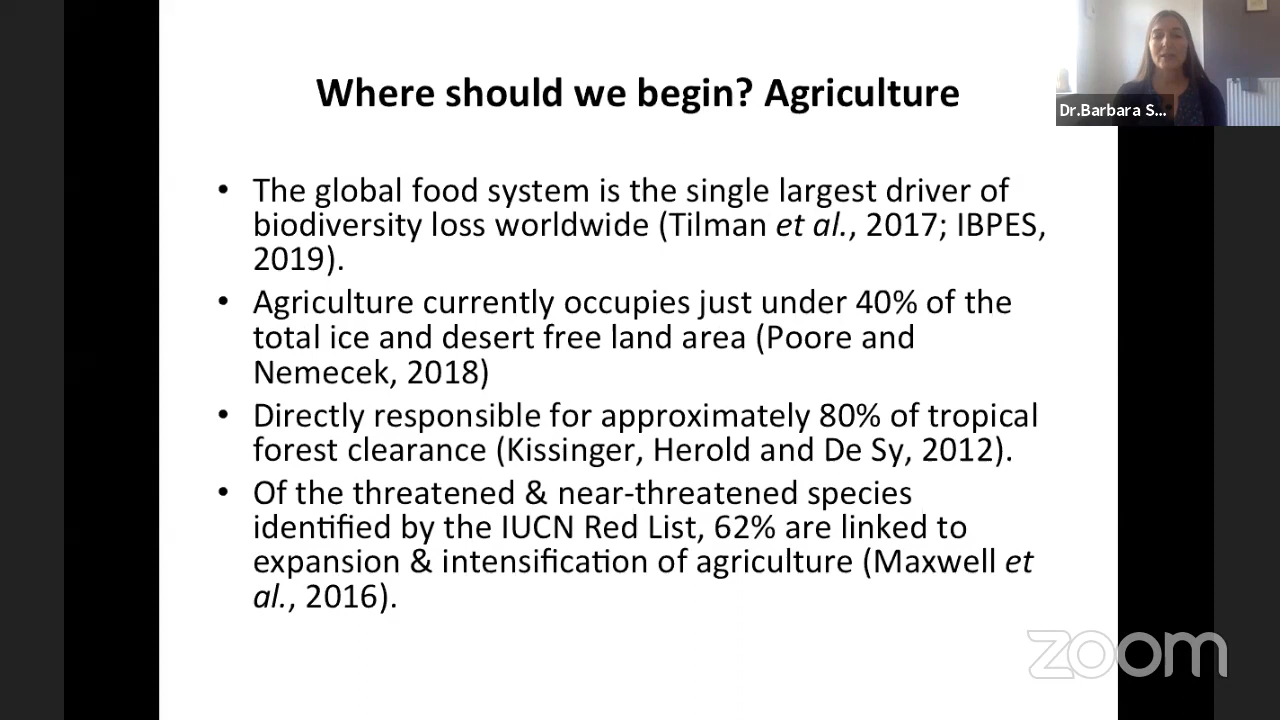 Where should we begin? Agriculture
Dr.Barbara S...
• The global food system is the single largest driver of
biodiversity loss worldwide (Tilman et al., 2017; IBPES,
2019).
• Agriculture currently occupies just under 40% of the
total ice and desert free land area (Poore and
Nemecek, 2018)
• Directly responsible for approximately 80% of tropical
forest clearance (Kissinger, Herold and De Sy, 2012).
• Of the threatened & near-threatened species
identified by the IUCN Red List, 62% are linked to
expansion & intensification of agriculture (Maxwell et
al., 2016).
zoom